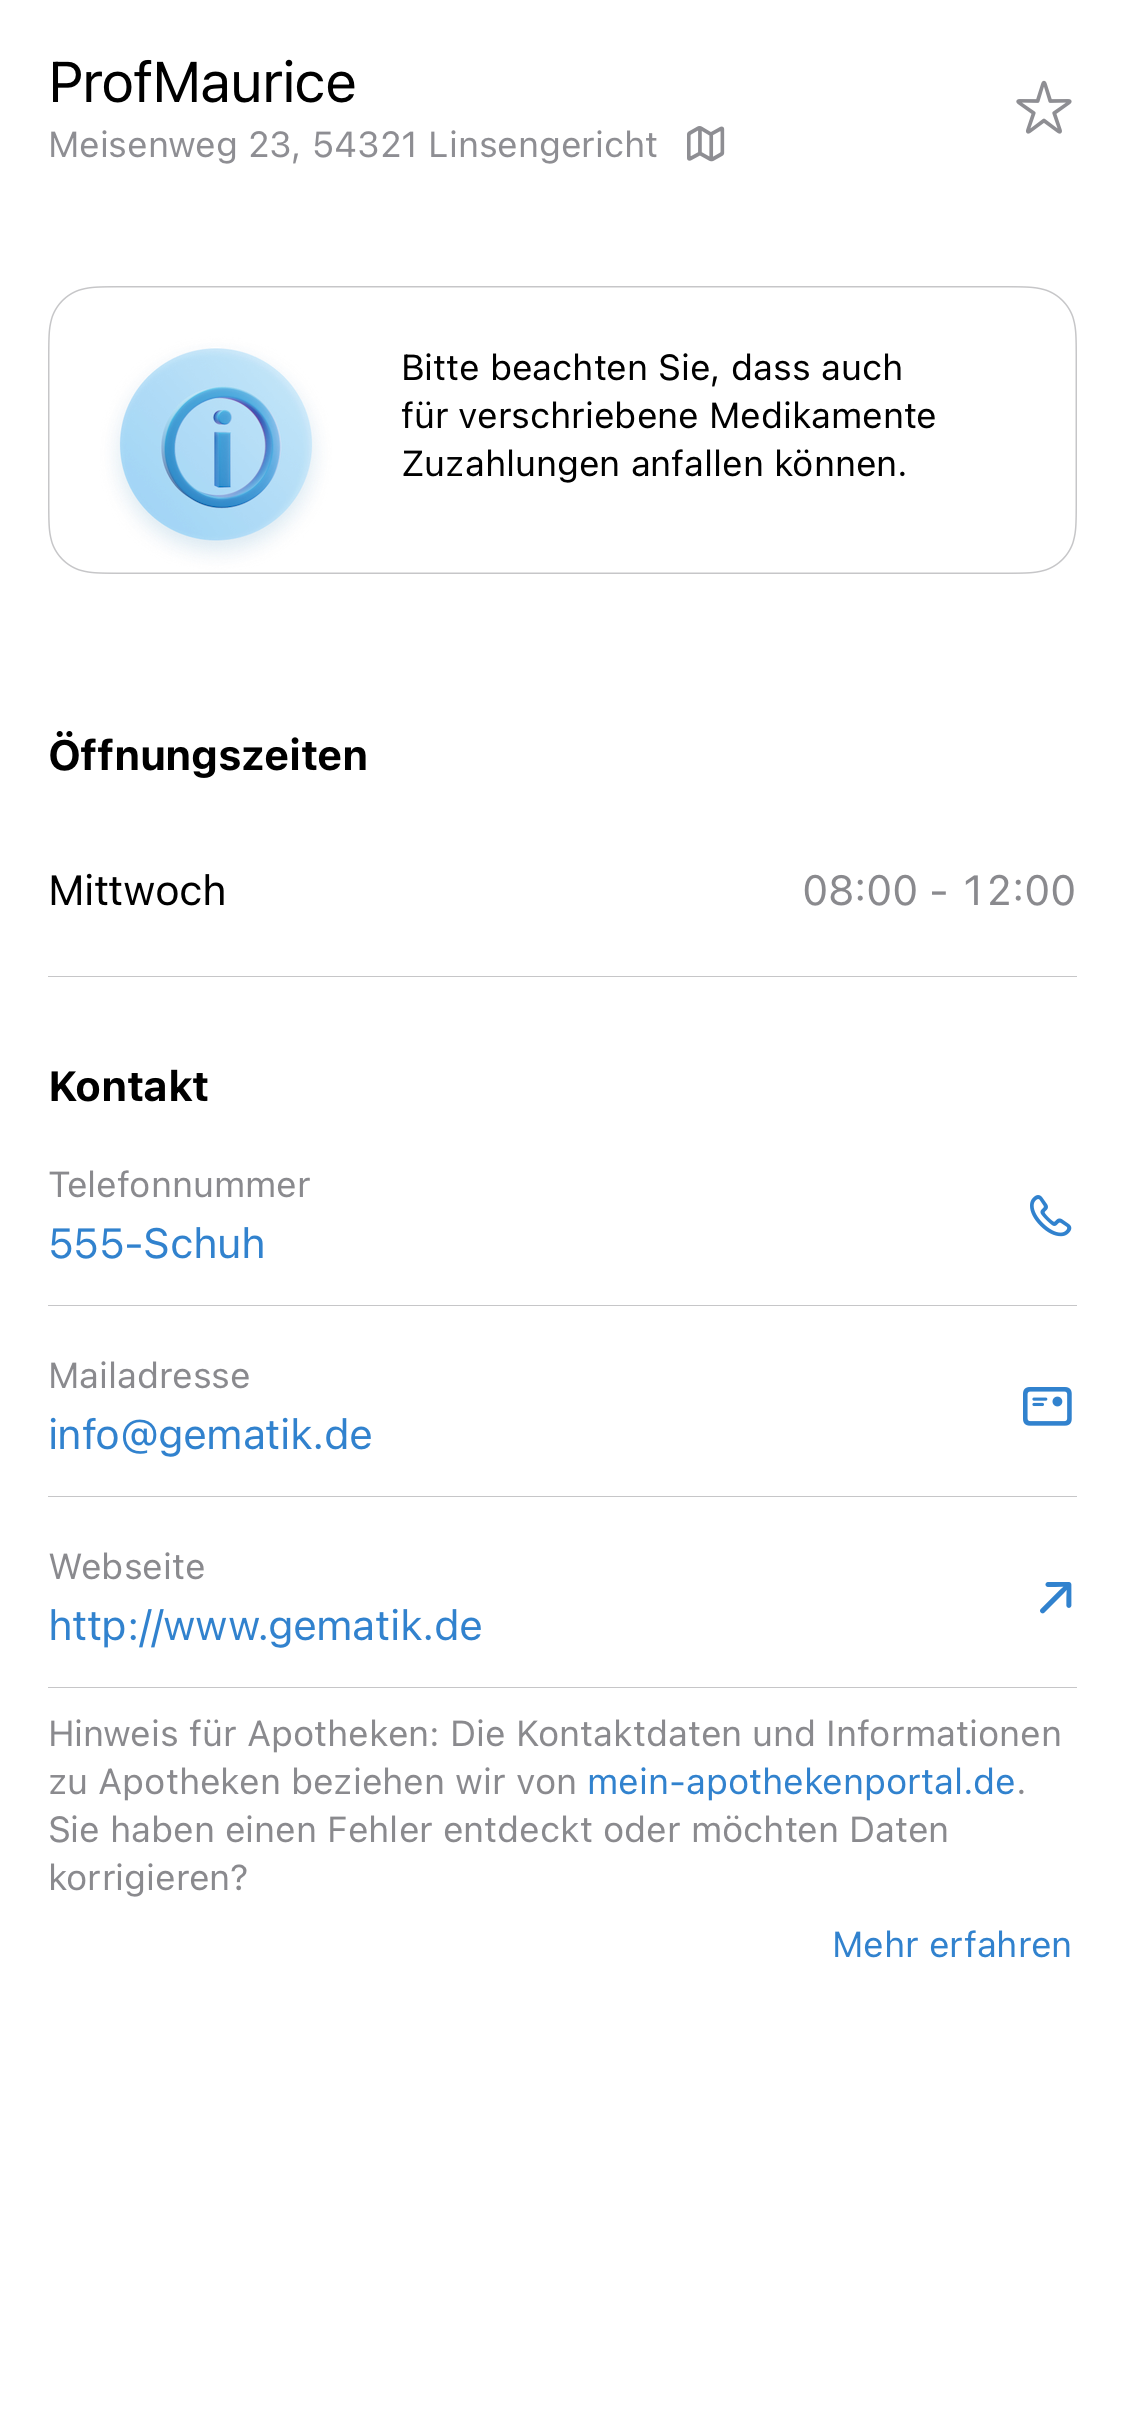 ProfMaurice
Meisenweg 23, 54321 Linsengericht
Bitte beachten Sie, dass auch
für verschriebene Medikamente
Zuzahlungen anfallen können.
Öffnungszeiten
Mittwoch 08:00 - 12:00
Kontakt
Telefonnummer
555-Schuh
Mailadresse
info@gematik.de
Webseite
http://www.gematik.de
Hinweis für Apotheken: Die Kontaktdaten und Informationen
zu Apotheken beziehen wir von mein-apothekenportal.de.
Sie haben einen Fehler entdeckt oder möchten Daten
korrigieren?
Mehr erfahren